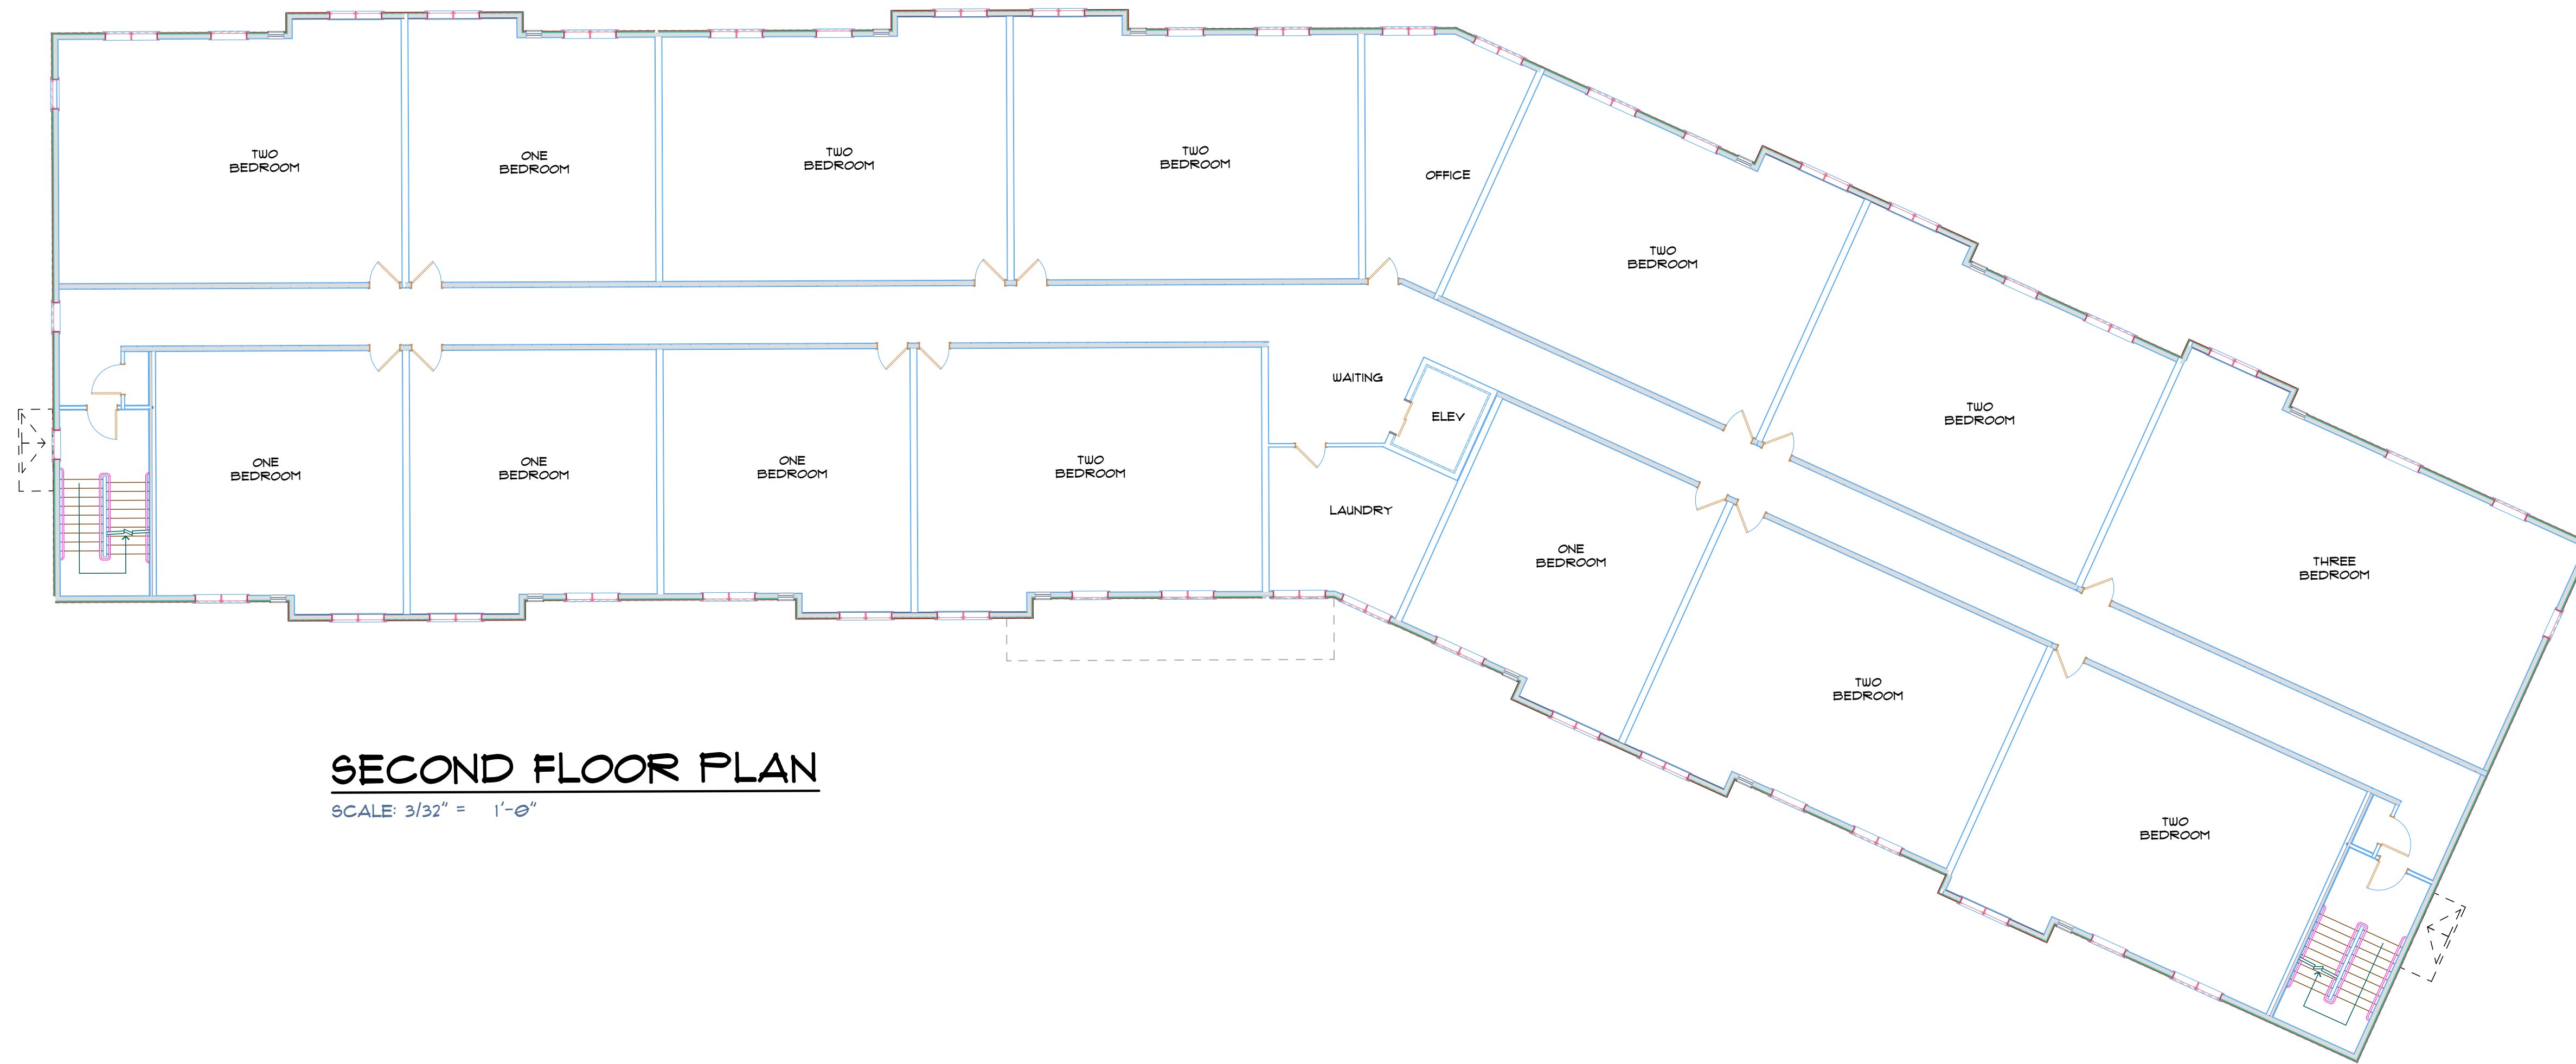 TWO
BEDROOM
ONE
BEDROOM
TWO
BEDROOM
TWO
BEDROOM
OFFICE
TWO
BEDROOM
TWO
BEDROOM
THREE
BEDROOM
WAITING
ELEV
LAUNDRY
ONE
BEDROOM
ONE
BEDROOM
ONE
BEDROOM
TWO
BEDROOM
ONE
BEDROOM
TWO
BEDROOM
TWO
BEDROOM
SECOND FLOOR PLAN
SCALE: 3/32" = 1'-0"